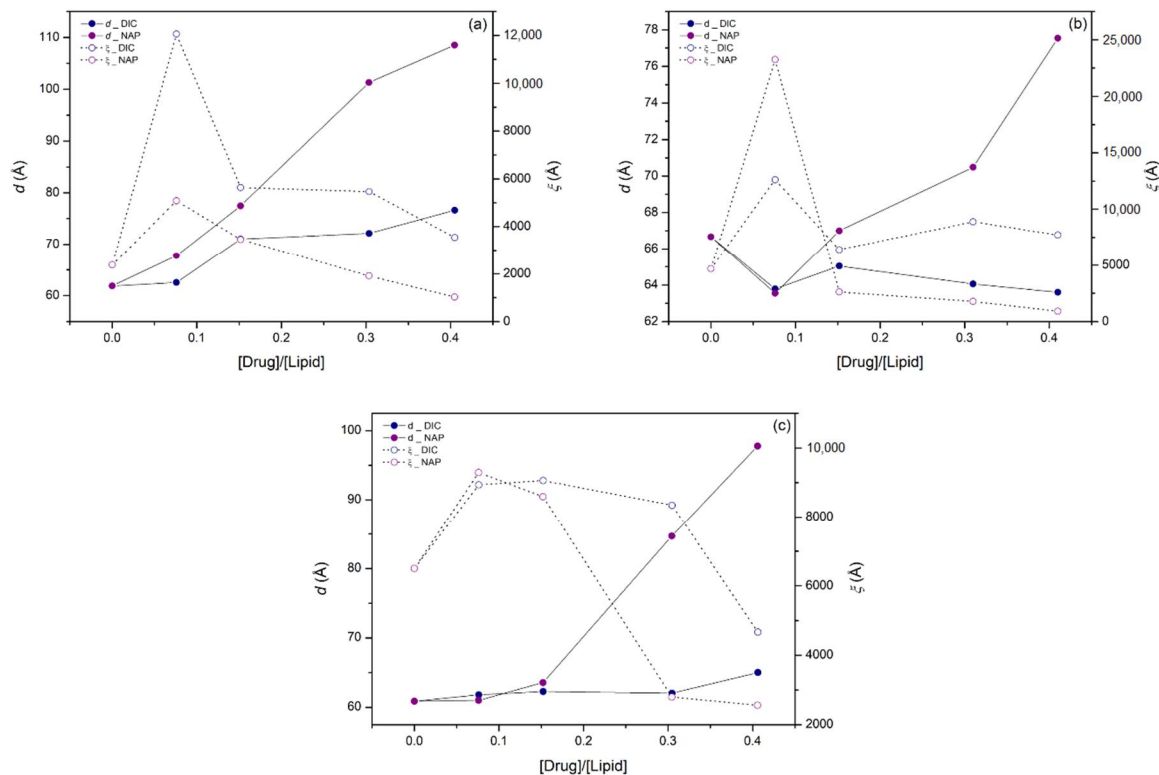 (a)
d _ DIC
d _NAP
ξ _ DIC
ξ _ NAP
110
100
90
80
70
60
d (Å)
12,000
10,000
8000
6000
4000
2000
0
ξ (Å)
0.0 0.1 0.2 0.3 0.4
[Drug]/[Lipid]
(b)
d _ DIC
d _ NAP
ξ _ DIC
ξ _ NAP
78
76
74
72
70
68
66
64
62
d (Å)
25,000
20,000
15,000
10,000
5000
0
ξ (Å)
0.0 0.1 0.2 0.3 0.4
[Drug]/[Lipid]
(c)
d _ DIC
d _ NAP
ξ _ DIC
ξ _ NAP
100
90
80
70
60
d (Å)
10,000
8000
6000
4000
2000
ξ (Å)
0.0 0.1 0.2 0.3 0.4
[Drug]/[Lipid]